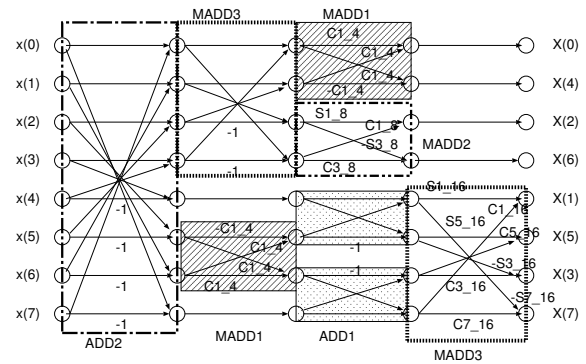 MADD3 MADD1
x(0) C1_4 X(0)
C1_4
x(1) C1_4 X(4)
-C1_4
x(2) S1_8 C1_8 X(2)
-1 -S3_8 MADD2
x(3) -1 C3_8 X(6)
x(4) S1_16 X(1)
-1 C1_16
-C1_4 S5_16 C5_16
x(5) C1_4 -1 X(5)
-1 C1_4 -1 -S3_16
x(6) C1_4 X(3)
-1 C3_16 -S7_16
x(7) -1 C7_16 X(7)
-1
ADD2 MADD1 ADD1 MADD3